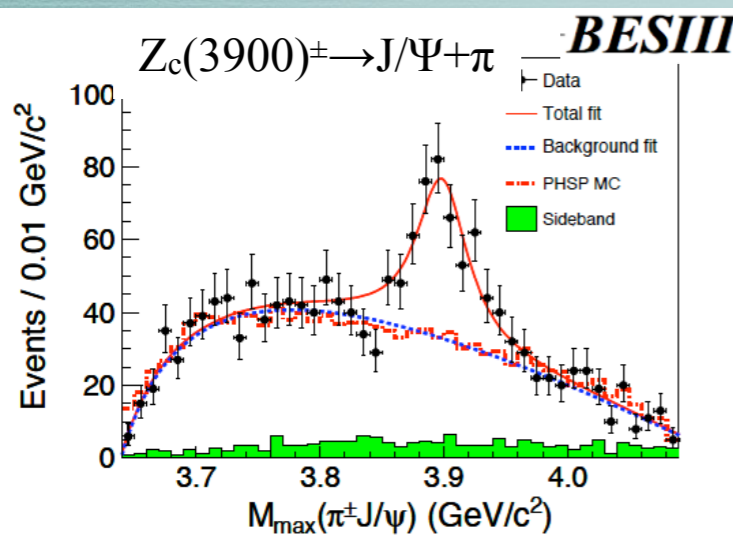 Zc(3900)±→J/Ψ+π
BESIII
Data
Total fit
Background fit
PHSP MC
Sideband
Events / 0.01 GeV/c²
100
80
60
40
20
0
3.7 3.8 3.9 4.0
Mmax(π±J/ψ) (GeV/c²)